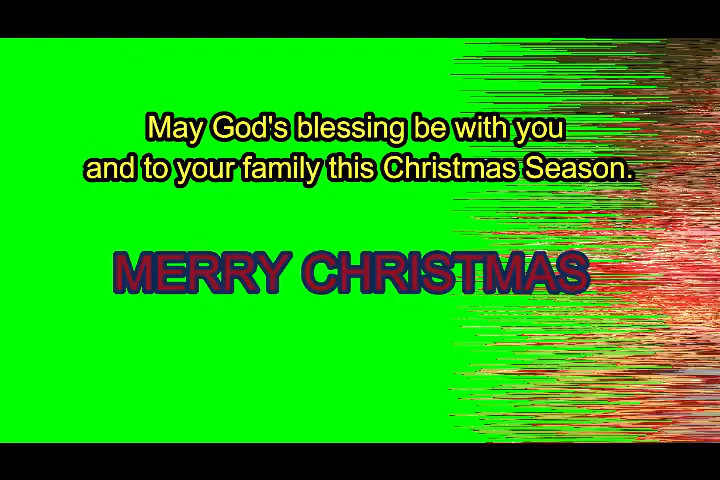 May God's blessing be with you
and to your family this Christmas Season.
MERRY CHRISTMAS